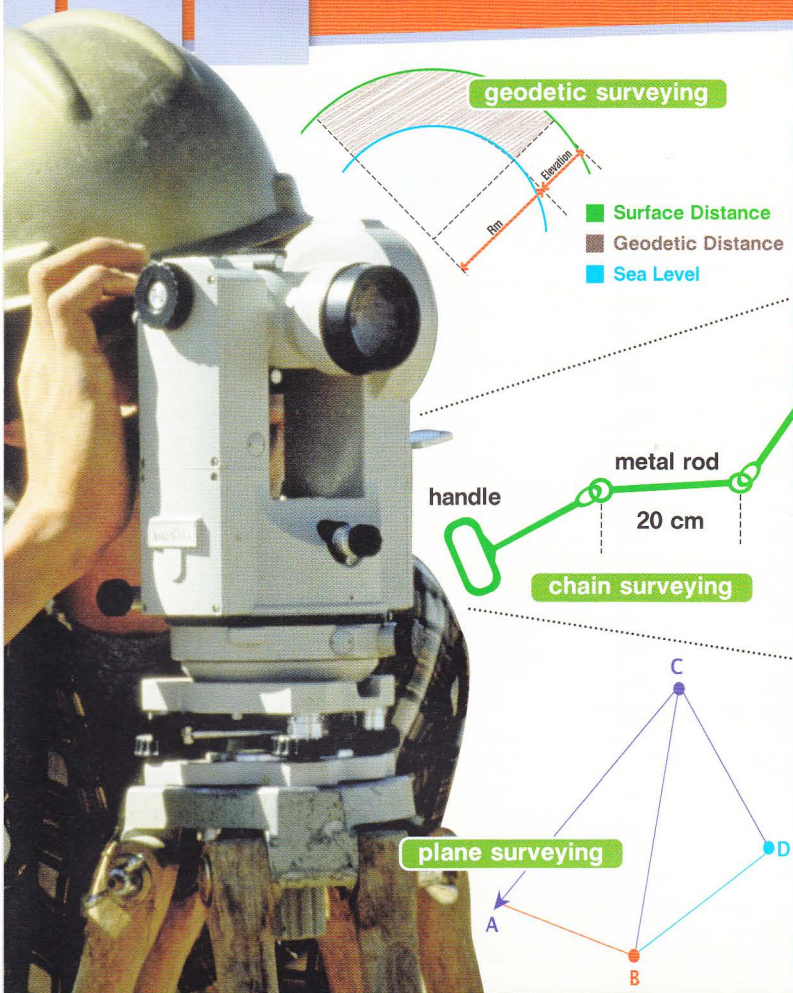 geodetic surveying
Elevation
Rm
Surface Distance
Geodetic Distance
Sea Level
metal rod
handle
20 cm
chain surveying
C
plane surveying
D
A
B